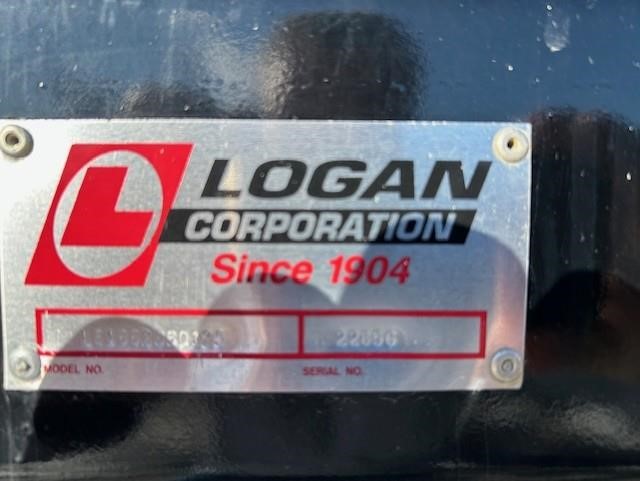 L
LOGAN
CORPORATION
Since 1904
MODEL NO. SERIAL NO.